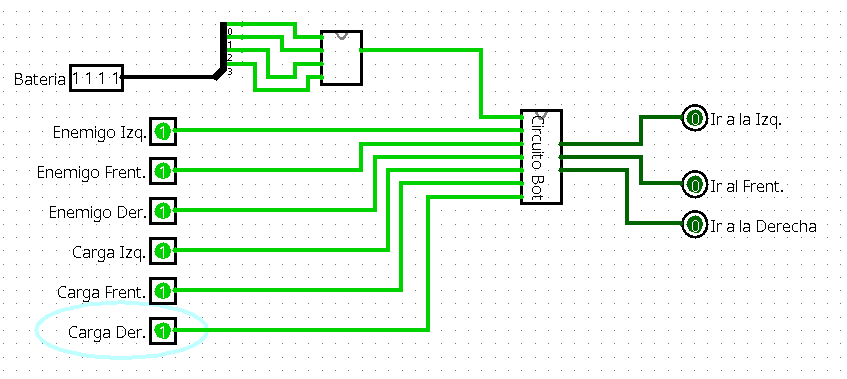 0
1
2
3
Bateria 1 1 1 1
Enemigo Izq. 1
Enemigo Frent. 1
Enemigo Der. 1
Carga Izq. 1
Carga Frent. 1
Carga Der. 1
Circuito Bot
0 Ir a la Izq.
0 Ir al Frent.
0 Ir a la Derecha